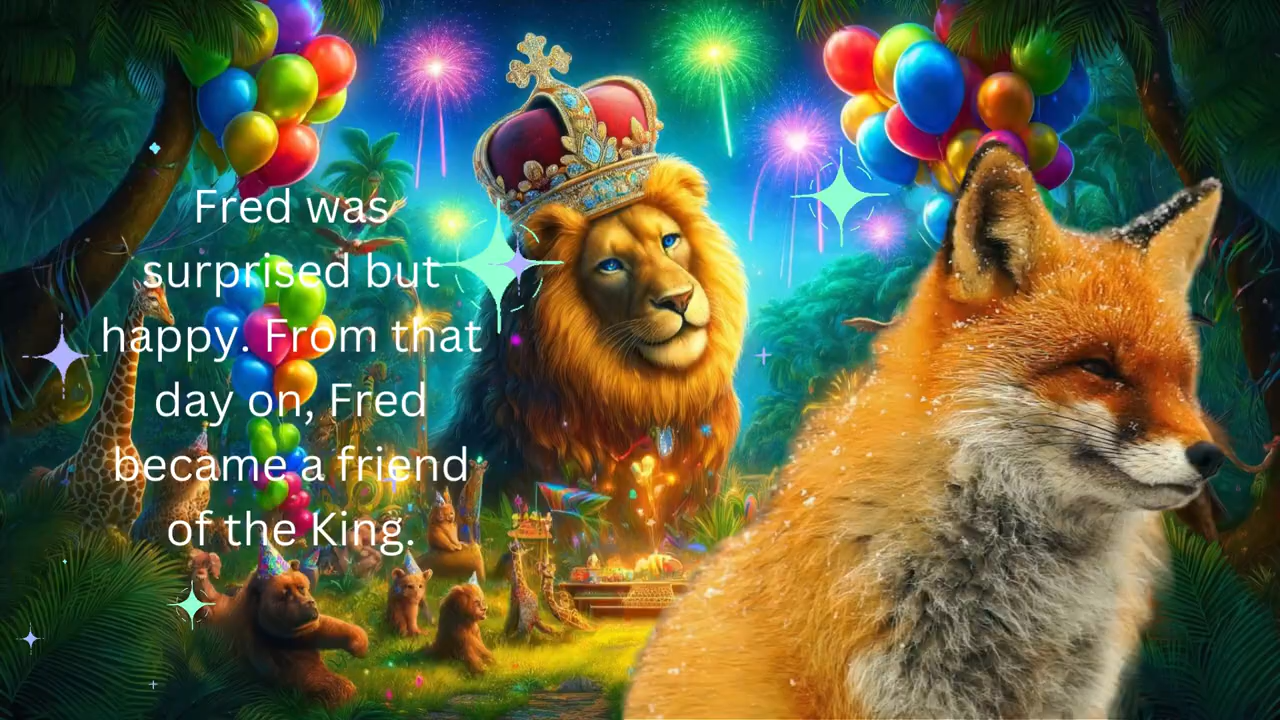 Fred was
surprised but
happy. From that
day on, Fred
became a friend
of the King.